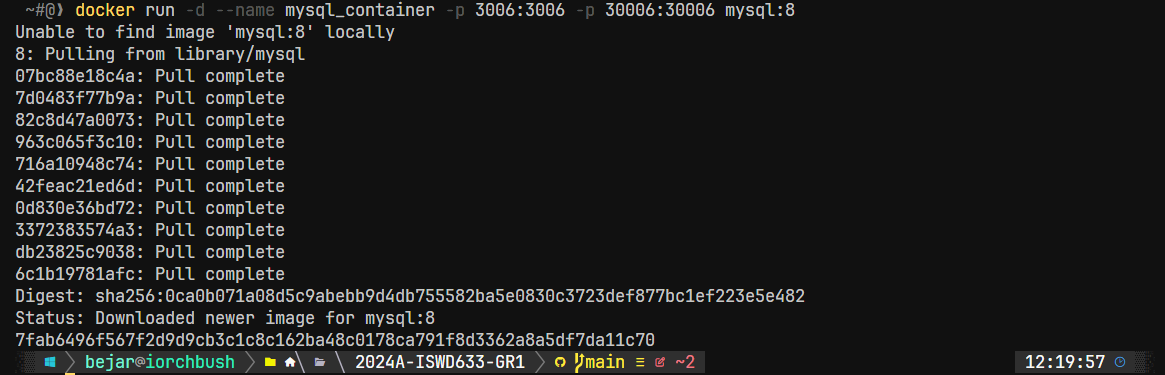 ~#@❯ docker run -d --name mysql_container -p 3006:3006 -p 30006:30006 mysql:8
Unable to find image 'mysql:8' locally
8: Pulling from library/mysql
07bc88e18c4a: Pull complete
7d0483f77b9a: Pull complete
82c8d47a0073: Pull complete
963c065f3c10: Pull complete
716a10948c74: Pull complete
42feac21ed6d: Pull complete
0d830e36bd72: Pull complete
3372383574a3: Pull complete
db23825c9038: Pull complete
6c1b19781afc: Pull complete
Digest: sha256:0ca0b071a08d5c9abebb9d4db755582ba5e0830c3723def877bc1ef223e5e482
Status: Downloaded newer image for mysql:8
7fab6496f567f2d9d9cb3c1c8c162ba48c0178ca791f8d3362a8a5df7da11c70
bejar@iorchbush \ \ 2024A-ISWD633-GR1 main ≡ ~2 12:19:57